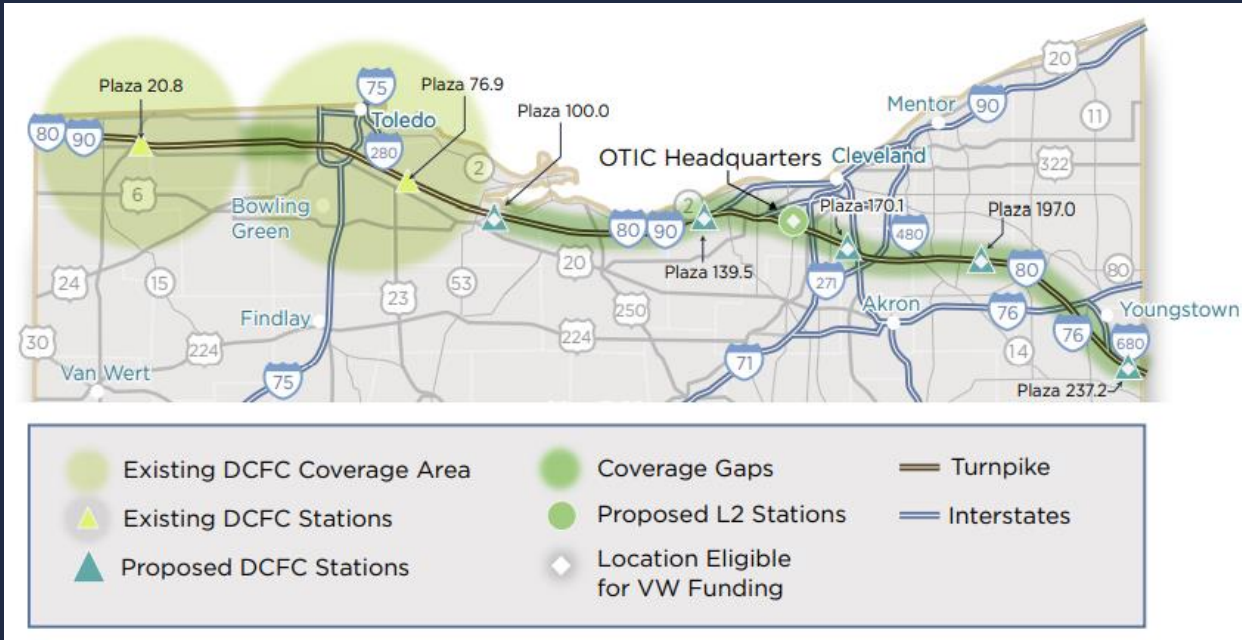 20
75
Plaza 20.8
Plaza 76.9
Mentor
90
Plaza 100.0
11
80
90
Toledo
280
OTIC Headquarters
Cleveland
322
2
6
Bowling
Green
80
90
2
Plaza 170.1
480
Plaza 197.0
Plaza 139.5
20
24
15
23
53
271
80
80
Findlay
250
Akron
76
Youngstown
30
224
224
14
76
680
Van Wert
75
71
Plaza 237.2
Existing DCFC Coverage Area
Coverage Gaps
Turnpike
Existing DCFC Stations
Proposed L2 Stations
Interstates
Proposed DCFC Stations
Location Eligible
for VW Funding